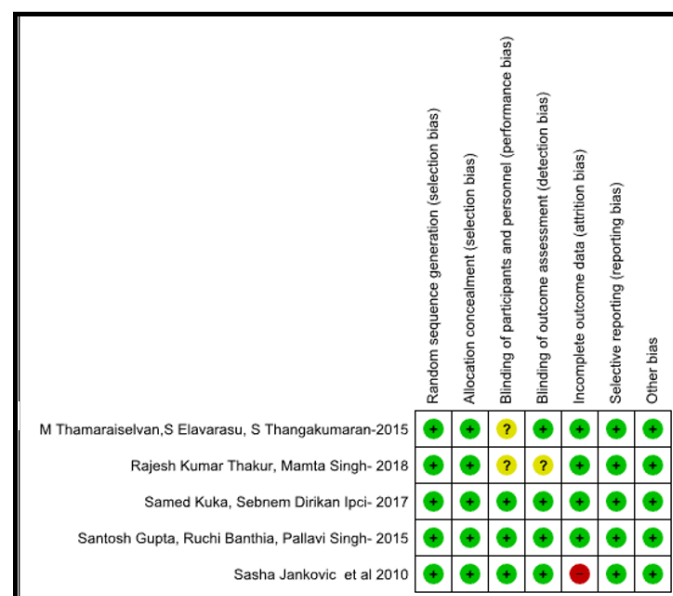 Random sequence generation (selection bias)
Allocation concealment (selection bias)
Blinding of participants and personnel (performance bias)
Blinding of outcome assessment (detection bias)
Incomplete outcome data (attrition bias)
Selective reporting (reporting bias)
Other bias
M Thamaraiselvan,S Elavarasu, S Thangakumaran-2015 + + ? + + + +
Rajesh Kumar Thakur, Mamta Singh- 2018 + + ? ? + + +
Samed Kuka, Sebnem Dirikan Ipci- 2017 + + + + + + +
Santosh Gupta, Ruchi Banthia, Pallavi Singh- 2015 + + + + + + +
Sasha Jankovic et al 2010 + + + + - + +